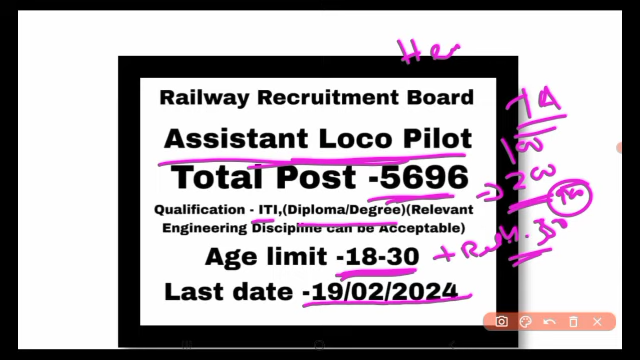 Railway Recruitment Board
Assistant Loco Pilot
Total Post -5696
Qualification - ITI,(Diploma/Degree)(Relevant
Engineering Discipline can be Acceptable)
Age limit -18-30
Last date -19/02/2024